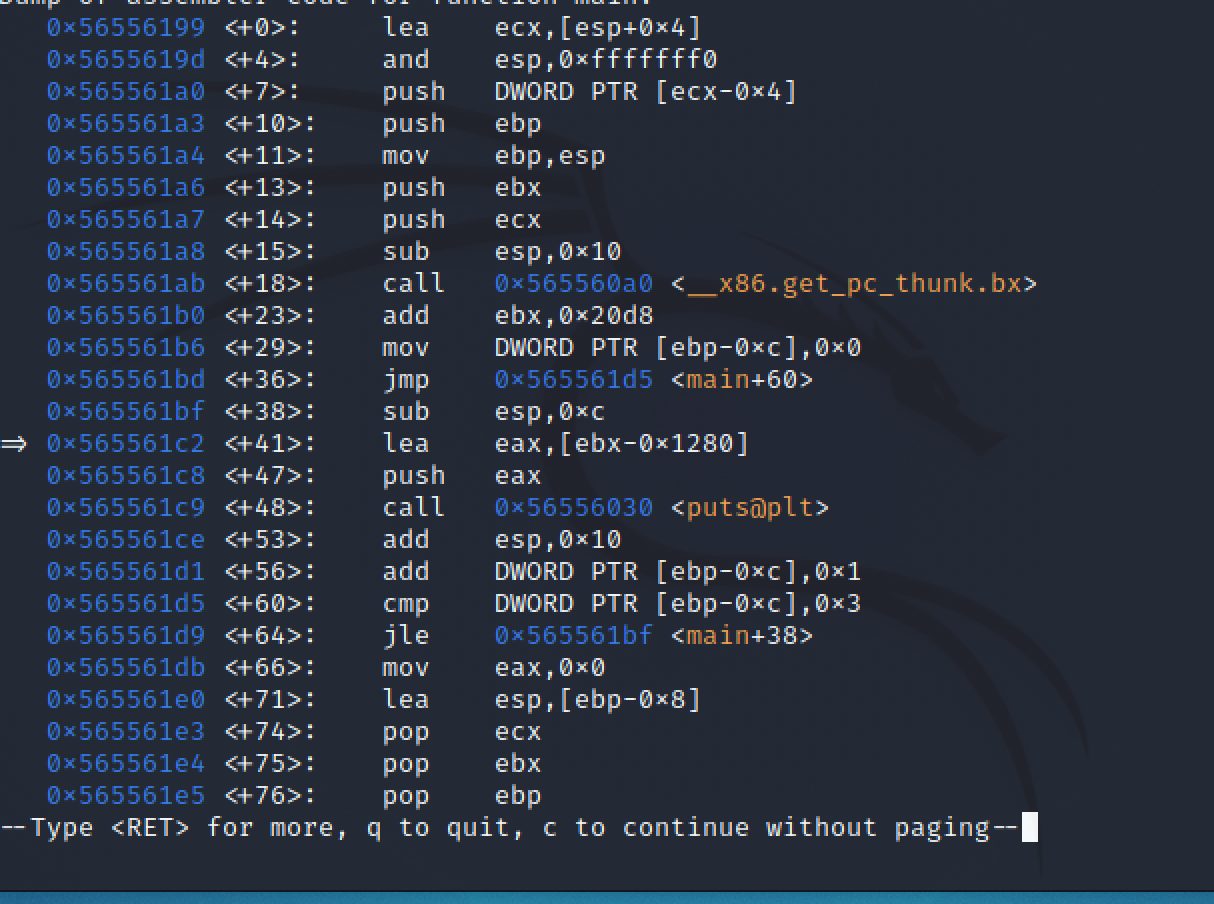 Dump of assembler code for function main:
0×56556199 <+0>: lea ecx,[esp+0×4]
0×5655619d <+4>: and esp,0×fffffff0
0×565561a0 <+7>: push DWORD PTR [ecx-0×4]
0×565561a3 <+10>: push ebp
0×565561a4 <+11>: mov ebp,esp
0×565561a6 <+13>: push ebx
0×565561a7 <+14>: push ecx
0×565561a8 <+15>: sub esp,0×10
0×565561ab <+18>: call 0×565560a0 <__x86.get_pc_thunk.bx>
0×565561b0 <+23>: add ebx,0×20d8
0×565561b6 <+29>: mov DWORD PTR [ebp-0×c],0×0
0×565561bd <+36>: jmp 0×565561d5 <main+60>
0×565561bf <+38>: sub esp,0×c
⇒ 0×565561c2 <+41>: lea eax,[ebx-0×1280]
0×565561c8 <+47>: push eax
0×565561c9 <+48>: call 0×56556030 <puts@plt>
0×565561ce <+53>: add esp,0×10
0×565561d1 <+56>: add DWORD PTR [ebp-0×c],0×1
0×565561d5 <+60>: cmp DWORD PTR [ebp-0×c],0×3
0×565561d9 <+64>: jle 0×565561bf <main+38>
0×565561db <+66>: mov eax,0×0
0×565561e0 <+71>: lea esp,[ebp-0×8]
0×565561e3 <+74>: pop ecx
0×565561e4 <+75>: pop ebx
0×565561e5 <+76>: pop ebp
--Type <RET> for more, q to quit, c to continue without paging--